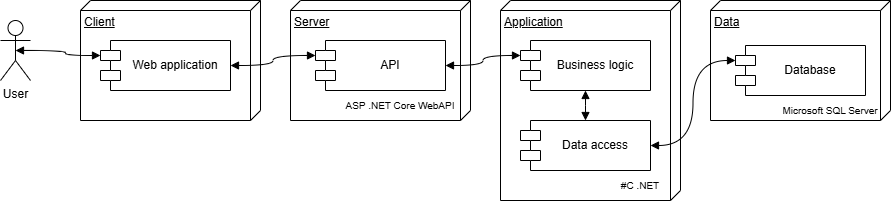 Client
Server
Application
Data
Web application
API
Business logic
Database
User
ASP .NET Core WebAPI
Microsoft SQL Server
Data access
#C .NET